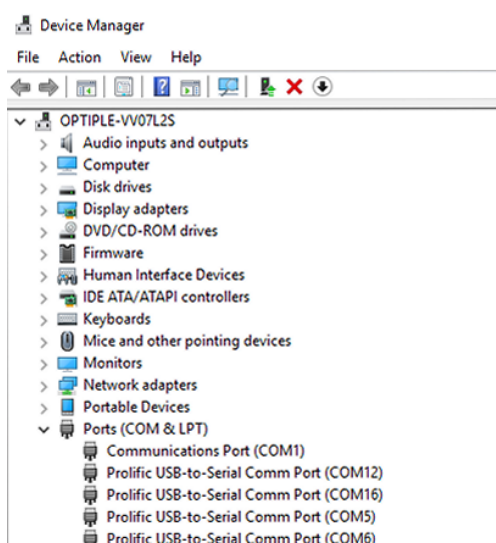 Device Manager
File Action View Help
OPTIPLE-VV07L2S
Audio inputs and outputs
Computer
Disk drives
Display adapters
DVD/CD-ROM drives
Firmware
Human Interface Devices
IDE ATA/ATAPI controllers
Keyboards
Mice and other pointing devices
Monitors
Network adapters
Portable Devices
Ports (COM & LPT)
Communications Port (COM1)
Prolific USB-to-Serial Comm Port (COM12)
Prolific USB-to-Serial Comm Port (COM16)
Prolific USB-to-Serial Comm Port (COM5)
Prolific USB-to-Serial Comm Port (COM6)